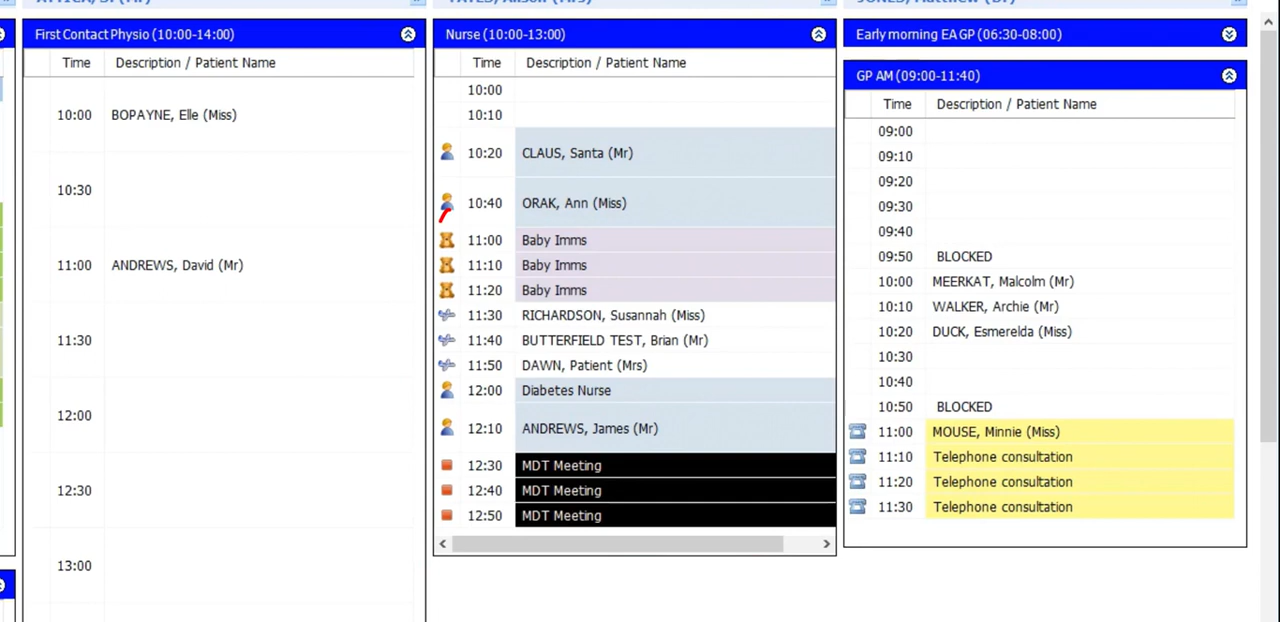 First Contact Physio (10:00-14:00)
Time Description / Patient Name
10:00 BOPAYNE, Elle (Miss)
10:30
11:00 ANDREWS, David (Mr)
11:30
12:00
12:30
13:00
Nurse (10:00-13:00)
Time Description / Patient Name
10:00
10:10
10:20 CLAUS, Santa (Mr)
10:40 ORAK, Ann (Miss)
11:00 Baby Imms
11:10 Baby Imms
11:20 Baby Imms
11:30 RICHARDSON, Susannah (Miss)
11:40 BUTTERFIELD TEST, Brian (Mr)
11:50 DAWN, Patient (Mrs)
12:00 Diabetes Nurse
12:10 ANDREWS, James (Mr)
12:30 MDT Meeting
12:40 MDT Meeting
12:50 MDT Meeting
Early morning EA GP (06:30-08:00)
GP AM (09:00-11:40)
Time Description / Patient Name
09:00
09:10
09:20
09:30
09:40
09:50 BLOCKED
10:00 MEERKAT, Malcolm (Mr)
10:10 WALKER, Archie (Mr)
10:20 DUCK, Esmerelda (Miss)
10:30
10:40
10:50 BLOCKED
11:00 MOUSE, Minnie (Miss)
11:10 Telephone consultation
11:20 Telephone consultation
11:30 Telephone consultation